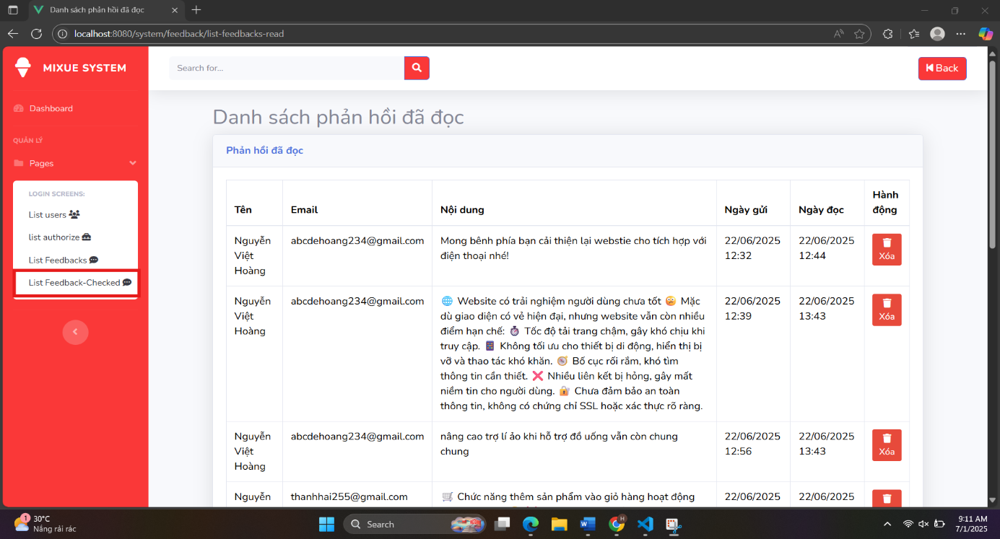 Danh sách phản hồi đã đọc
localhost:8080/system/feedback/list-feedbacks-read
MIXUE SYSTEM
Search for...
Back
Dashboard
QUẢN LÝ
Pages
LOGIN SCREENS:
List users
list authorize
List Feedbacks
List Feedback-Checked
Danh sách phản hồi đã đọc
Phản hồi đã đọc
Tên
Email
Nội dung
Ngày gửi
Ngày đọc
Hành
động
Nguyễn
Việt
Hoàng
abcdehoang234@gmail.com
Mong bênh phía bạn cải thiện lại webstie cho tích hợp với
điện thoại nhé!
22/06/2025
12:32
22/06/2025
12:44
Xóa
Nguyễn
Việt
Hoàng
abcdehoang234@gmail.com
🌐 Website có trải nghiệm người dùng chưa tốt 😕 Mặc
dù giao diện có vẻ hiện đại, nhưng website vẫn còn nhiều
điểm hạn chế: ⏱️ Tốc độ tải trang chậm, gây khó chịu khi
truy cập. 📱 Không tối ưu cho thiết bị di động, hiển thị bị
vỡ và thao tác khó khăn. 🧭 Bố cục rối rắm, khó tìm
thông tin cần thiết. ❌ Nhiều liên kết bị hỏng, gây mất
niềm tin cho người dùng. 🔐 Chưa đảm bảo an toàn
thông tin, không có chứng chỉ SSL hoặc xác thực rõ ràng.
22/06/2025
12:39
22/06/2025
13:43
Xóa
Nguyễn
Việt
Hoàng
abcdehoang234@gmail.com
nâng cao trợ lí ảo khi hỗ trợ đồ uống vẫn còn chung
chung
22/06/2025
12:56
22/06/2025
13:43
Xóa
Nguyễn
thanhhai255@gmail.com
🛒 Chức năng thêm sản phẩm vào giỏ hàng hoạt động
22/06/2025
22/06/2025
1
30°C
Nắng rải rác
Search
H
9:11 AM
7/1/2025